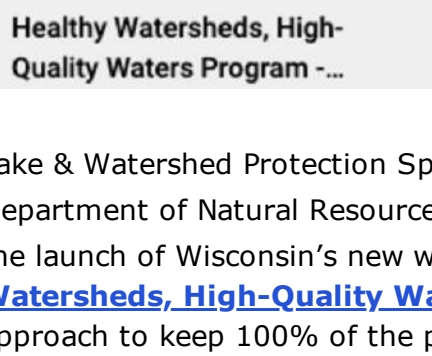 Healthy Watersheds, High-
Quality Waters Program -...
ake & Watershed Protection Sp
epartment of Natural Resource
he launch of Wisconsin's new w
Watersheds, High-Quality Wa
pproach to keep 100% of the p